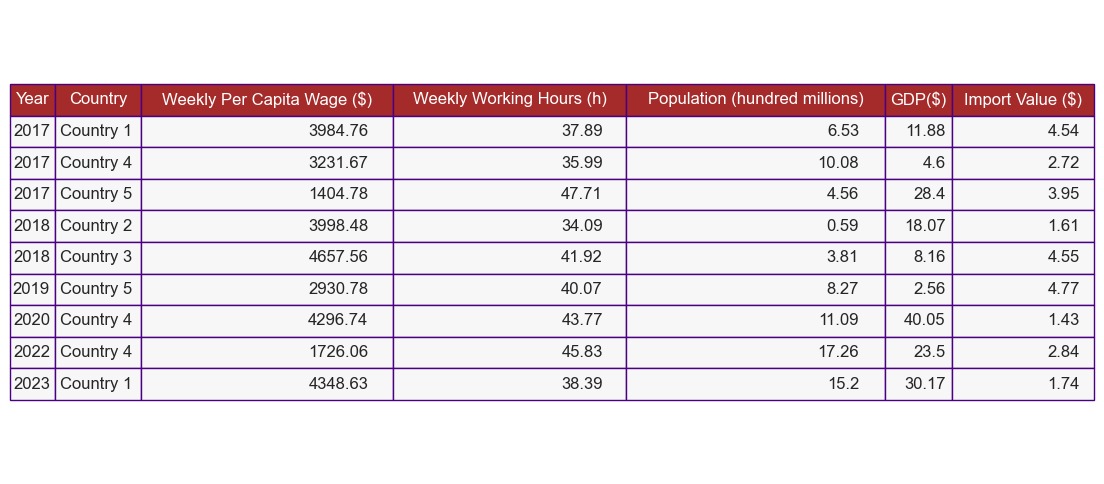 Year Country Weekly Per Capita Wage ($) Weekly Working Hours (h) Population (hundred millions) GDP($) Import Value ($)
2017 Country 1 3984.76 37.89 6.53 11.88 4.54
2017 Country 4 3231.67 35.99 10.08 4.6 2.72
2017 Country 5 1404.78 47.71 4.56 28.4 3.95
2018 Country 2 3998.48 34.09 0.59 18.07 1.61
2018 Country 3 4657.56 41.92 3.81 8.16 4.55
2019 Country 5 2930.78 40.07 8.27 2.56 4.77
2020 Country 4 4296.74 43.77 11.09 40.05 1.43
2022 Country 4 1726.06 45.83 17.26 23.5 2.84
2023 Country 1 4348.63 38.39 15.2 30.17 1.74